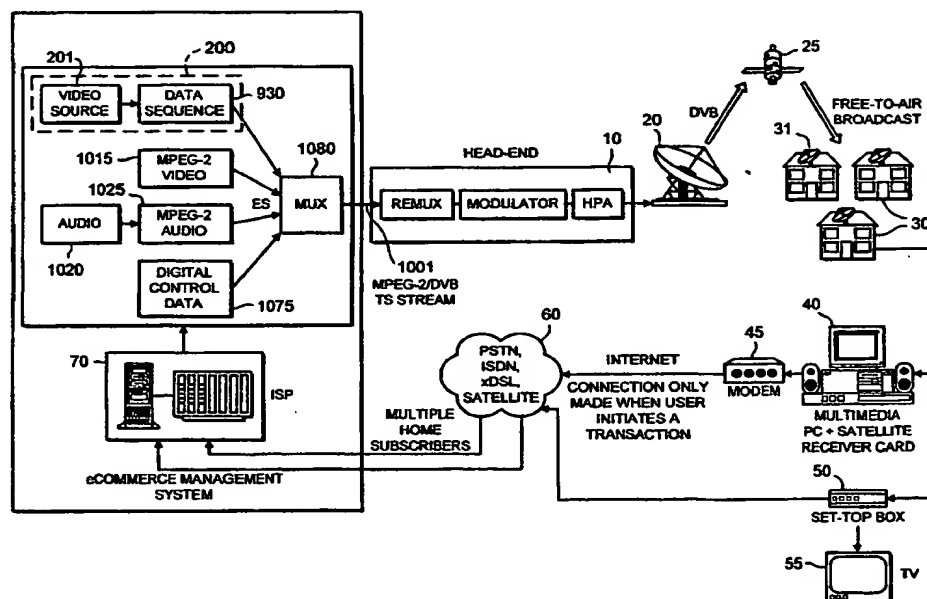 201
200
VIDEO
SOURCE
DATA
SEQUENCE
930
1015
MPEG-2
VIDEO
1080
1025
ES
MUX
AUDIO
MPEG-2
AUDIO
1020
DIGITAL
CONTROL
DATA
1075
HEAD-END
10
REMUX
MODULATOR
HPA
1001
MPEG-2/DVB
TS STREAM
20
DVB
25
FREE-TO-AIR
BROADCAST
31
30
70
ISP
eCOMMERCE MANAGEMENT
SYSTEM
60
PSTN,
ISDN,
xDSL,
SATELLITE
MULTIPLE
HOME
SUBSCRIBERS
INTERNET
CONNECTION ONLY
MADE WHEN USER
INITIATES A
TRANSACTION
45
MODEM
40
MULTIMEDIA
PC + SATELLITE
RECEIVER CARD
50
SET-TOP BOX
55
TV